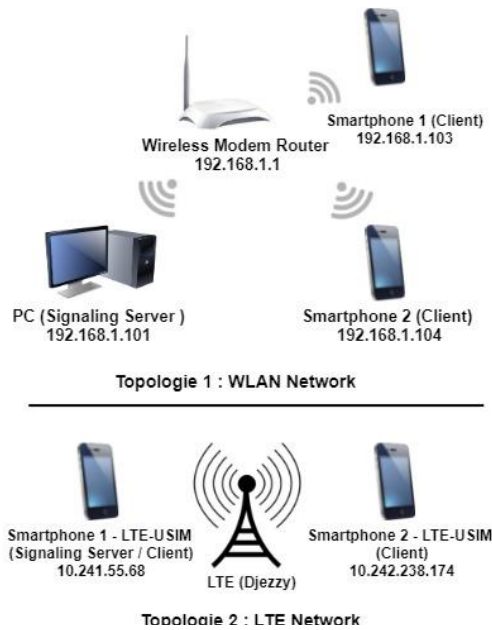 Smartphone 1 (Client)
192.168.1.103
Wireless Modem Router
192.168.1.1
PC (Signaling Server )
192.168.1.101
Smartphone 2 (Client)
192.168.1.104
Topologie 1 : WLAN Network
Smartphone 1 - LTE-USIM
(Signaling Server / Client)
10.241.55.68
LTE (Djezzy)
Smartphone 2 - LTE-USIM
(Client)
10.242.238.174
Topologie 2 : LTE Network